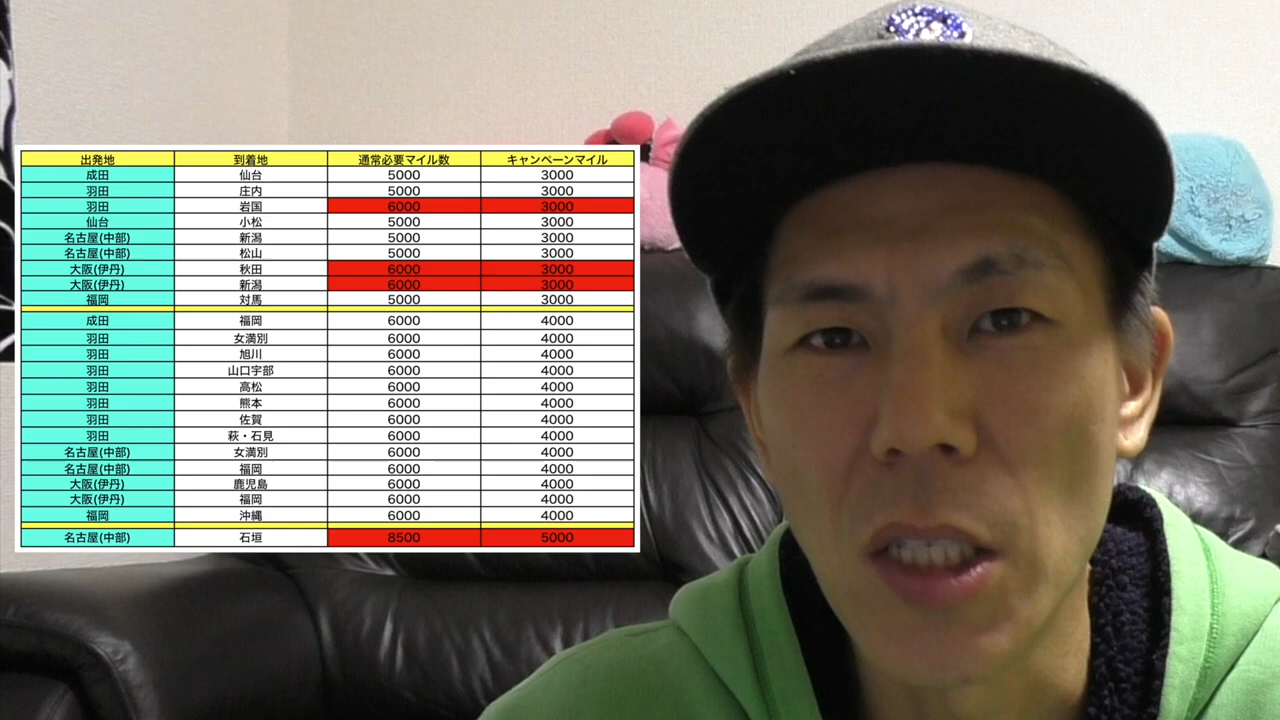 出発地 到着地 通常必要マイル数 キャンペーンマイル
成田 仙台 5000 3000
羽田 庄内 5000 3000
羽田 岩国 6000 3000
仙台 小松 5000 3000
名古屋(中部) 新潟 5000 3000
名古屋(中部) 松山 5000 3000
大阪(伊丹) 秋田 6000 3000
大阪(伊丹) 新潟 6000 3000
福岡 対馬 5000 3000
成田 福岡 6000 4000
羽田 女満別 6000 4000
羽田 旭川 6000 4000
羽田 山口宇部 6000 4000
羽田 高松 6000 4000
羽田 熊本 6000 4000
羽田 佐賀 6000 4000
羽田 萩・石見 6000 4000
名古屋(中部) 女満別 6000 4000
名古屋(中部) 福岡 6000 4000
大阪(伊丹) 鹿児島 6000 4000
大阪(伊丹) 福岡 6000 4000
福岡 沖縄 6000 4000
名古屋(中部) 石垣 8500 5000